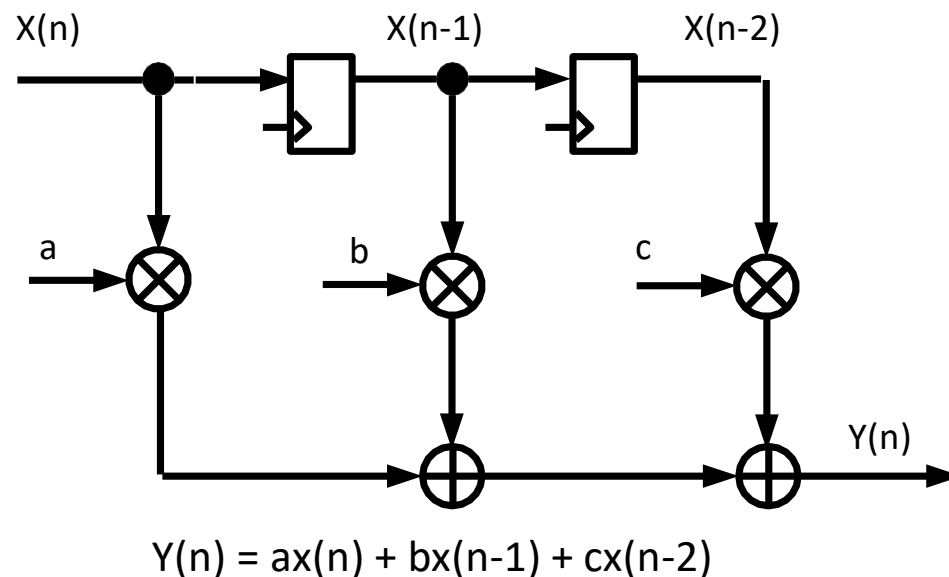 X(n) X(n-1) X(n-2)
a b c
Y(n)
Y(n) = ax(n) + bx(n-1) + cx(n-2)